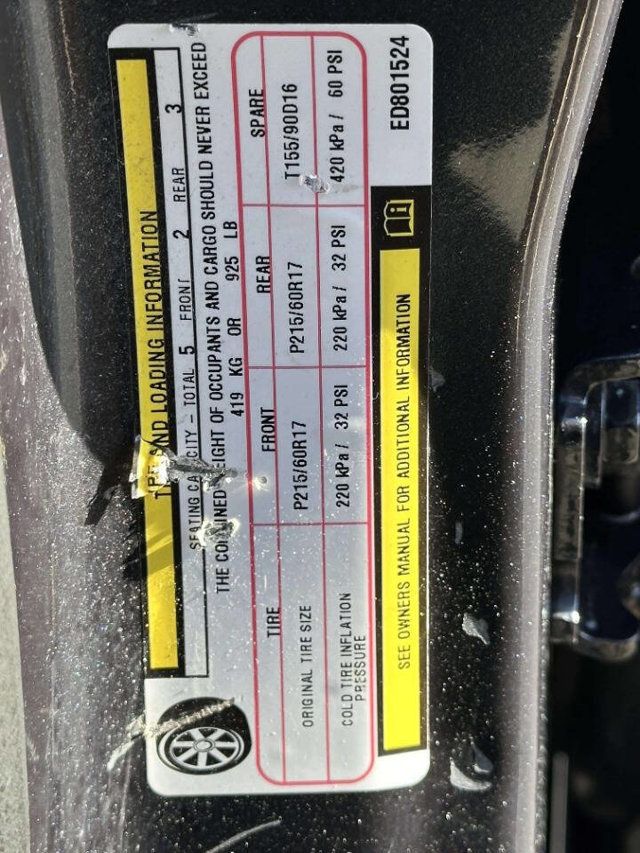 TIRE AND LOADING INFORMATION
SEATING CAPACITY – TOTAL 5 FRONT 2 REAR 3
THE COMBINED WEIGHT OF OCCUPANTS AND CARGO SHOULD NEVER EXCEED
419 KG OR 925 LB
TIRE FRONT REAR SPARE
ORIGINAL TIRE SIZE P215/60R17 P215/60R17 T155/90D16
COLD TIRE INFLATION PRESSURE 220 kPa / 32 PSI 220 kPa / 32 PSI 420 kPa / 60 PSI
SEE OWNERS MANUAL FOR ADDITIONAL INFORMATION
ED801524